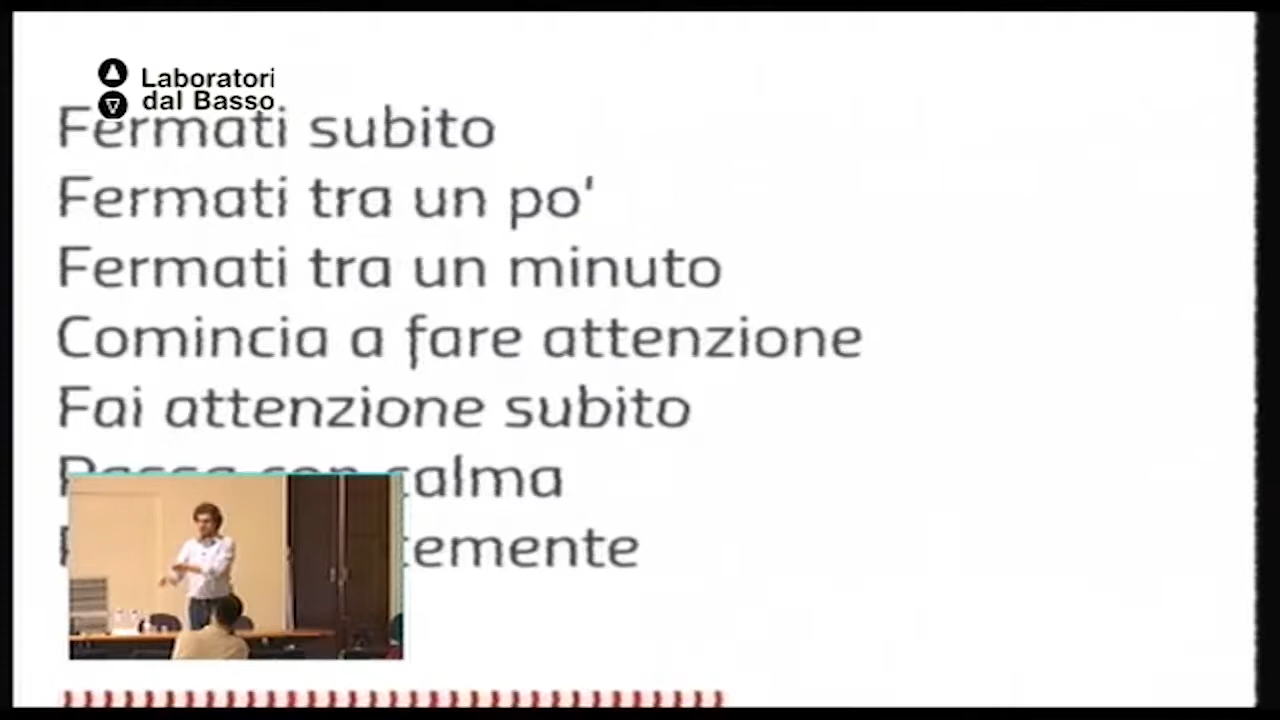 Laboratori
dal Basso
Fermati subito
Fermati tra un po'
Fermati tra un minuto
Comincia a fare attenzione
Fai attenzione subito
calma